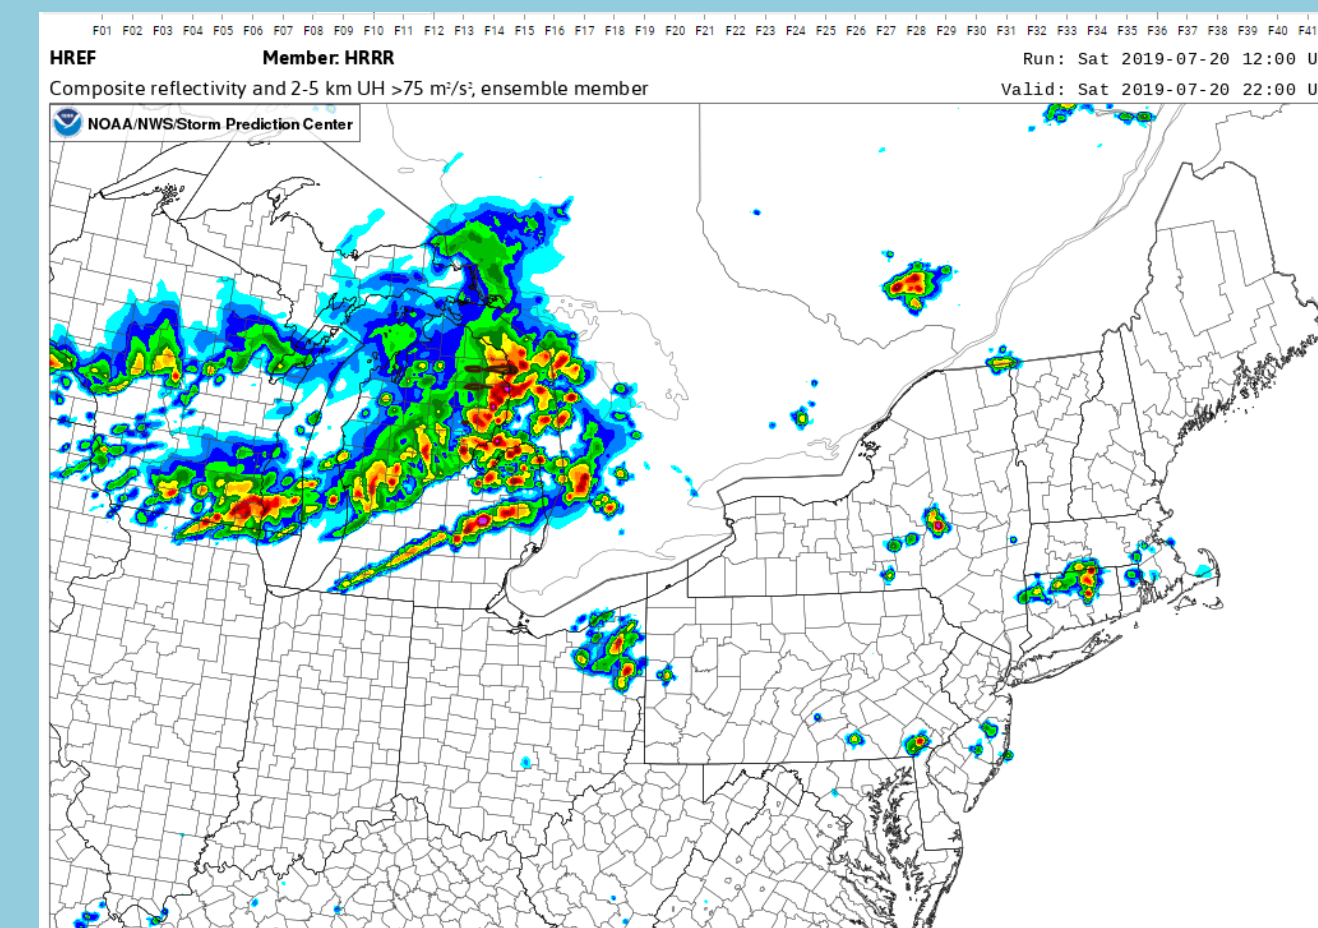 F01 F02 F03 F04 F05 F06 F07 F08 F09 F10 F11 F12 F13 F14 F15 F16 F17 F18 F19 F20 F21 F22 F23 F24 F25 F26 F27 F28 F29 F30 F31 F32 F33 F34 F35 F36 F37 F38 F39 F40 F41
HREF Member: HRRR Run: Sat 2019-07-20 12:00 U
Composite reflectivity and 2-5 km UH >75 m²/s², ensemble member Valid: Sat 2019-07-20 22:00 U
NOAA/NWS/Storm Prediction Center